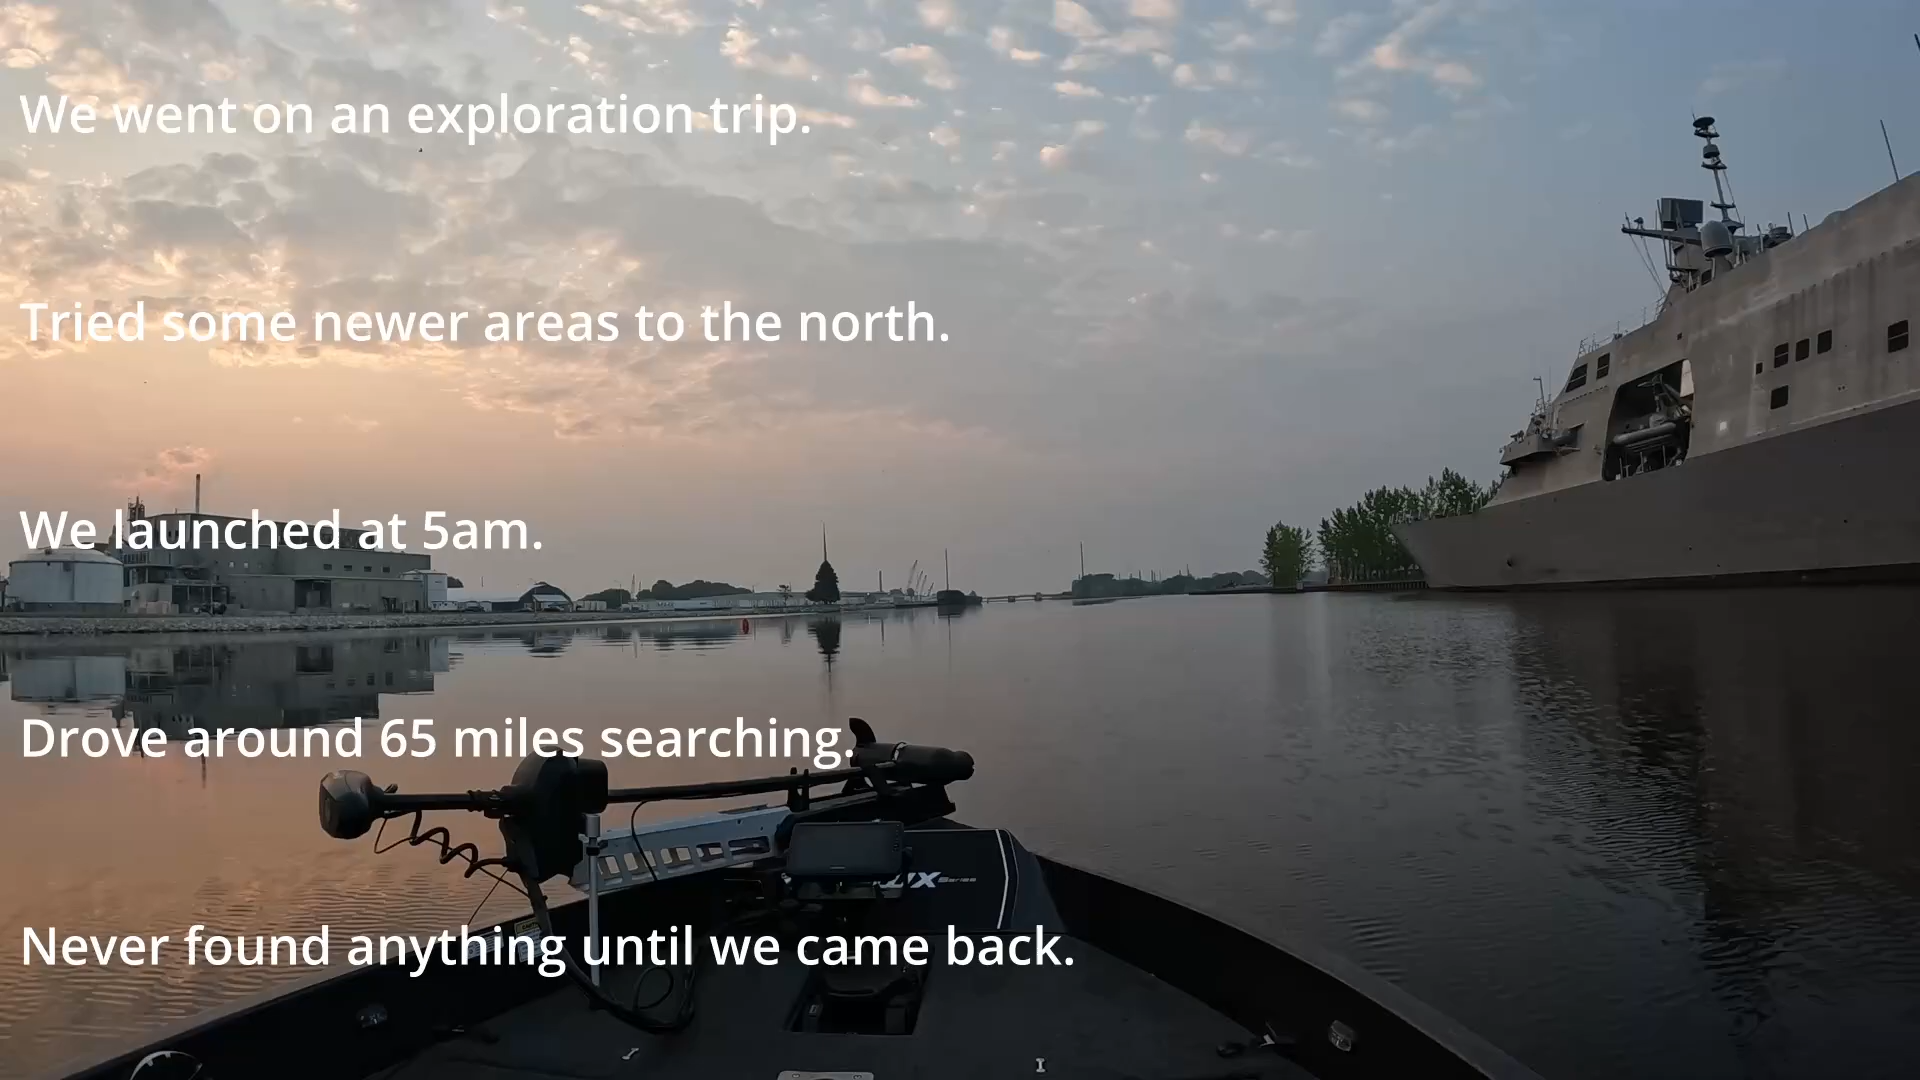 We went on an exploration trip.
Tried some newer areas to the north.
We launched at 5am.
Drove around 65 miles searching.
Never found anything until we came back.